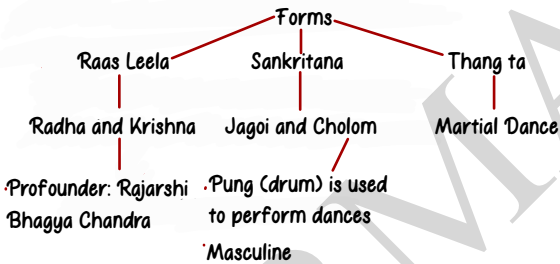 Forms
Raas Leela Sankritana Thang ta
Radha and Krishna Jagoi and Cholom Martial Dance
.Profounder: Rajarshi
Bhagya Chandra
.Pung (drum) is used
to perform dances
.Masculine